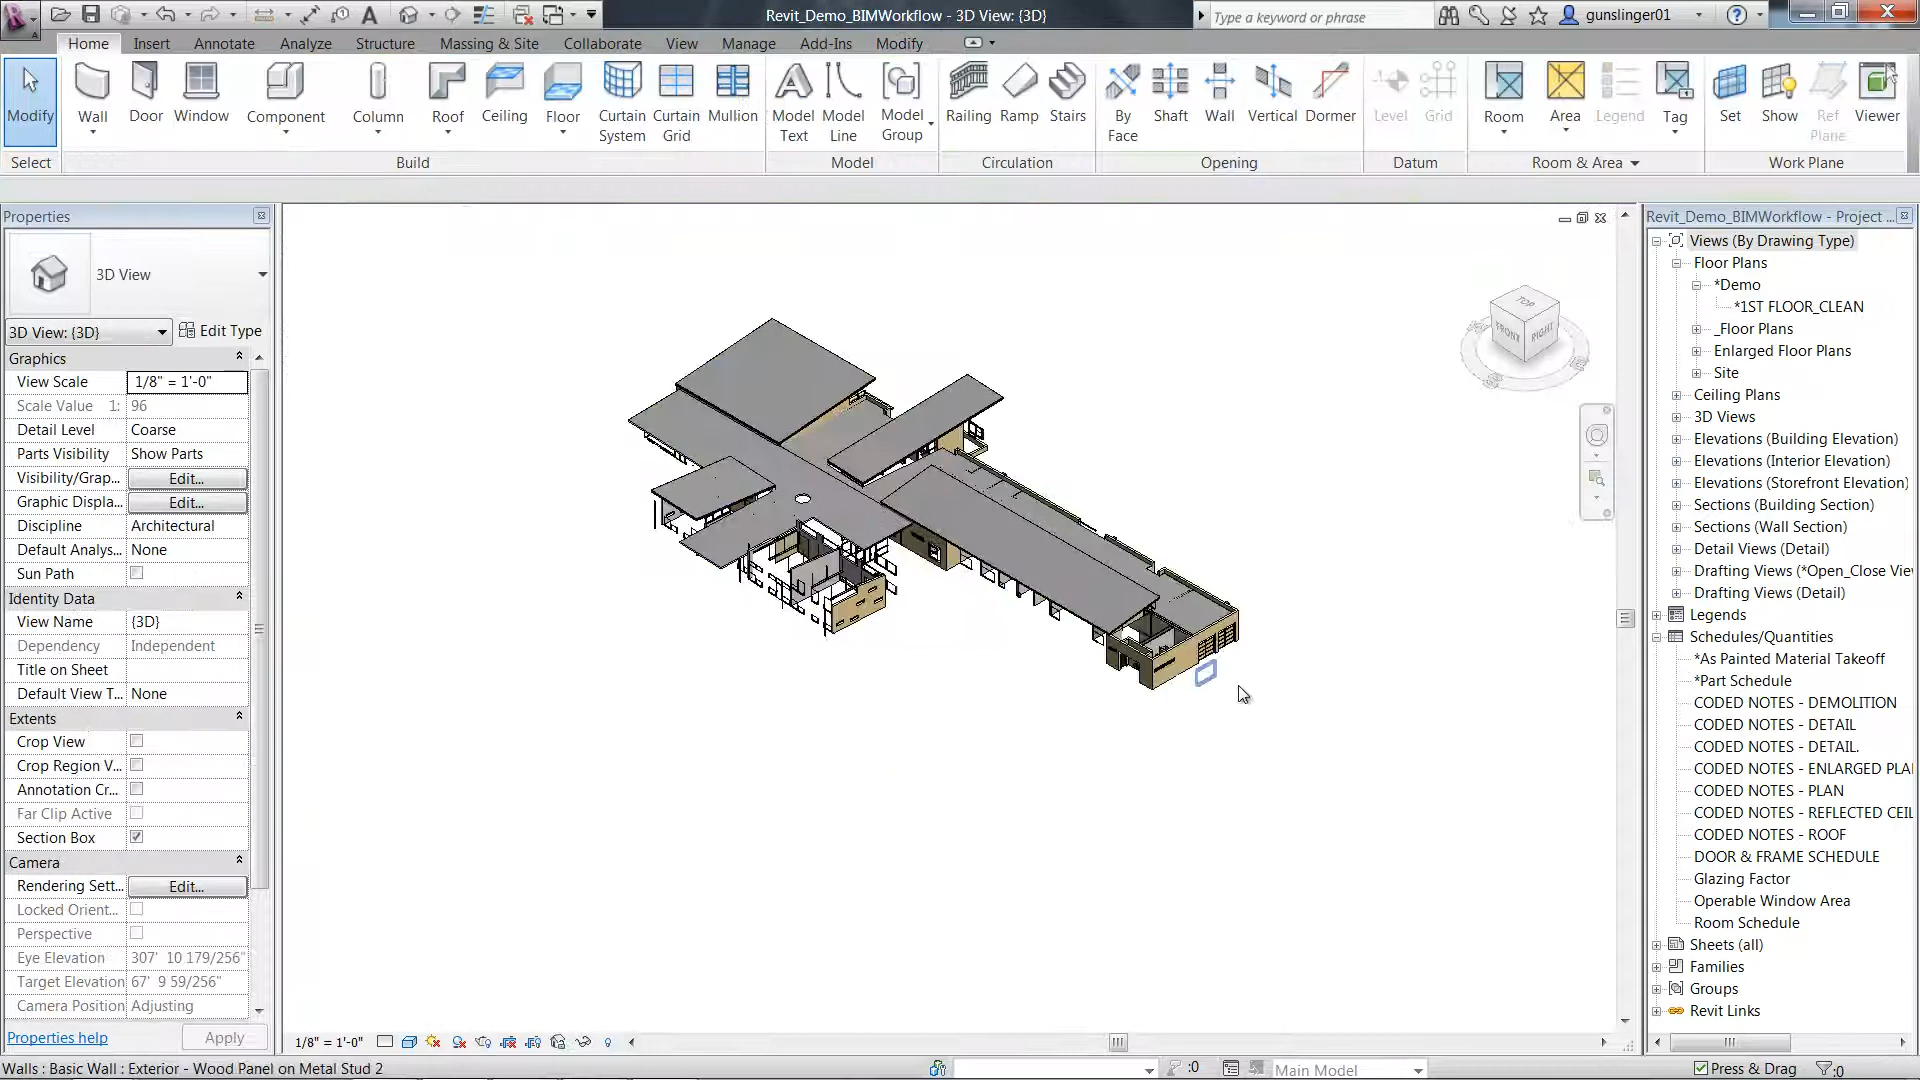 Revit_Demo_BIMWorkflow - 3D View: {3D}
Type a keyword or phrase
gunslinger01
Home Insert Annotate Analyze Structure Massing & Site Collaborate View Manage Add-Ins Modify
Modify Wall Door Window Component Column Roof Ceiling Floor Curtain System Curtain Grid Mullion Model Text Model Line Model Group Railing Ramp Stairs By Face Shaft Wall Vertical Dormer Level Grid Room Area Legend Tag Set Show Ref Plane Viewer
Select Build Model Circulation Opening Datum Room & Area Work Plane
Properties
3D View
3D View: {3D} Edit Type
Graphics
View Scale 1/8" = 1'-0"
Scale Value 1: 96
Detail Level Coarse
Parts Visibility Show Parts
Visibility/Grap... Edit...
Graphic Displa... Edit...
Discipline Architectural
Default Analys... None
Sun Path
Identity Data
View Name {3D}
Dependency Independent
Title on Sheet
Default View T... None
Extents
Crop View
Crop Region V...
Annotation Cr...
Far Clip Active
Section Box
Camera
Rendering Sett... Edit...
Locked Orient...
Perspective
Eye Elevation 307' 10 179/256"
Target Elevation 67' 9 59/256"
Camera Position Adjusting
Properties help Apply
TOP
FRONT RIGHT
Revit_Demo_BIMWorkflow - Project ...
Views (By Drawing Type)
Floor Plans
*Demo
*1ST FLOOR_CLEAN
_Floor Plans
Enlarged Floor Plans
Site
Ceiling Plans
3D Views
Elevations (Building Elevation)
Elevations (Interior Elevation)
Elevations (Storefront Elevation)
Sections (Building Section)
Sections (Wall Section)
Detail Views (Detail)
Drafting Views (*Open_Close Vie
Drafting Views (Detail)
Legends
Schedules/Quantities
*As Painted Material Takeoff
*Part Schedule
CODED NOTES - DEMOLITION
CODED NOTES - DETAIL
CODED NOTES - DETAIL.
CODED NOTES - ENLARGED PLA
CODED NOTES - PLAN
CODED NOTES - REFLECTED CEIL
CODED NOTES - ROOF
DOOR & FRAME SCHEDULE
Glazing Factor
Operable Window Area
Room Schedule
Sheets (all)
Families
Groups
Revit Links
1/8" = 1'-0"
Walls : Basic Wall : Exterior - Wood Panel on Metal Stud 2
:0
Main Model
Press & Drag
:0